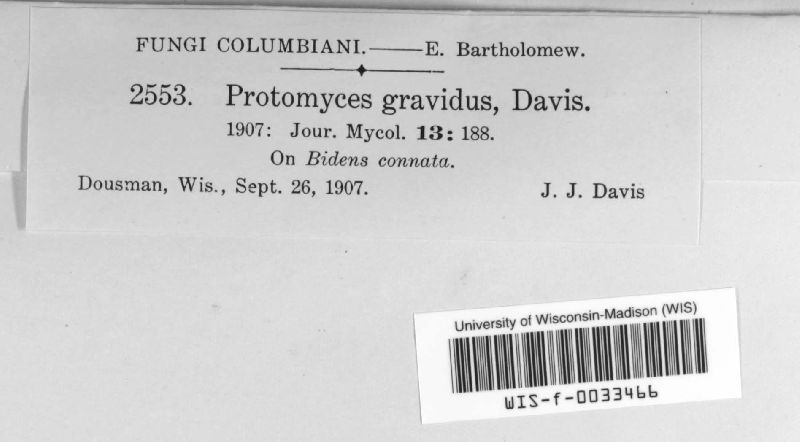 FUNGI COLUMBIANI.——E. Bartholomew.
2553. Protomyces gravidus, Davis.
1907: Jour. Mycol. 13: 188.
On Bidens connata.
Dousman, Wis., Sept. 26, 1907. J. J. Davis
University of Wisconsin-Madison (WIS)
WIS-f-0033466